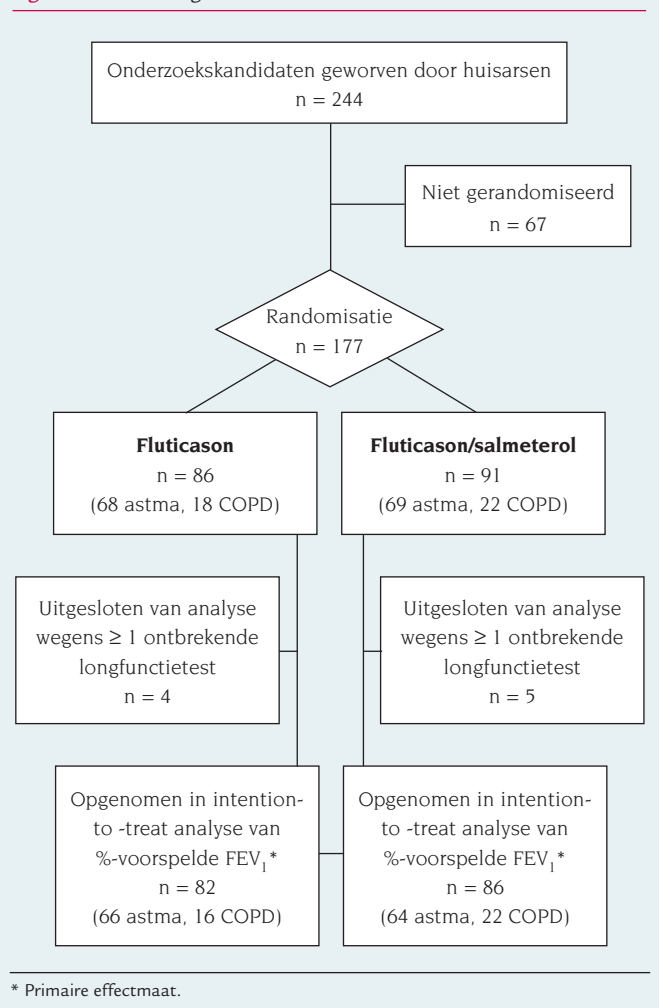 Onderzoekskandidaten geworven door huisarsen
n = 244
Niet gerandomiseerd
n = 67
Randomisatie
n = 177
Fluticason
n = 86
(68 astma, 18 COPD)
Fluticason/salmeterol
n = 91
(69 astma, 22 COPD)
Uitgesloten van analyse
wegens ≥ 1 ontbrekende
longfunctietest
n = 4
Uitgesloten van analyse
wegens ≥ 1 ontbrekende
longfunctietest
n = 5
Opgenomen in intention-
to -treat analyse van
%-voorspelde FEV₁*
n = 82
(66 astma, 16 COPD)
Opgenomen in intention-
to -treat analyse van
%-voorspelde FEV₁*
n = 86
(64 astma, 22 COPD)
* Primaire effectmaat.